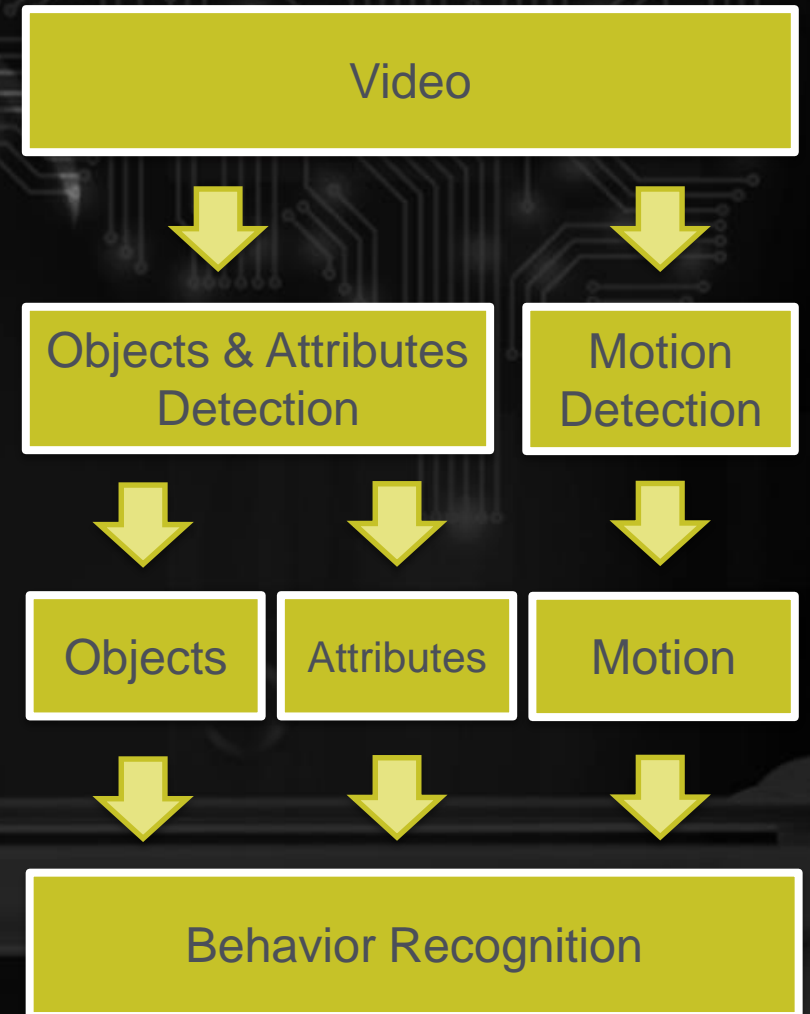 Video
Objects & Attributes
Detection
Motion
Detection
Objects
Attributes
Motion
Behavior Recognition